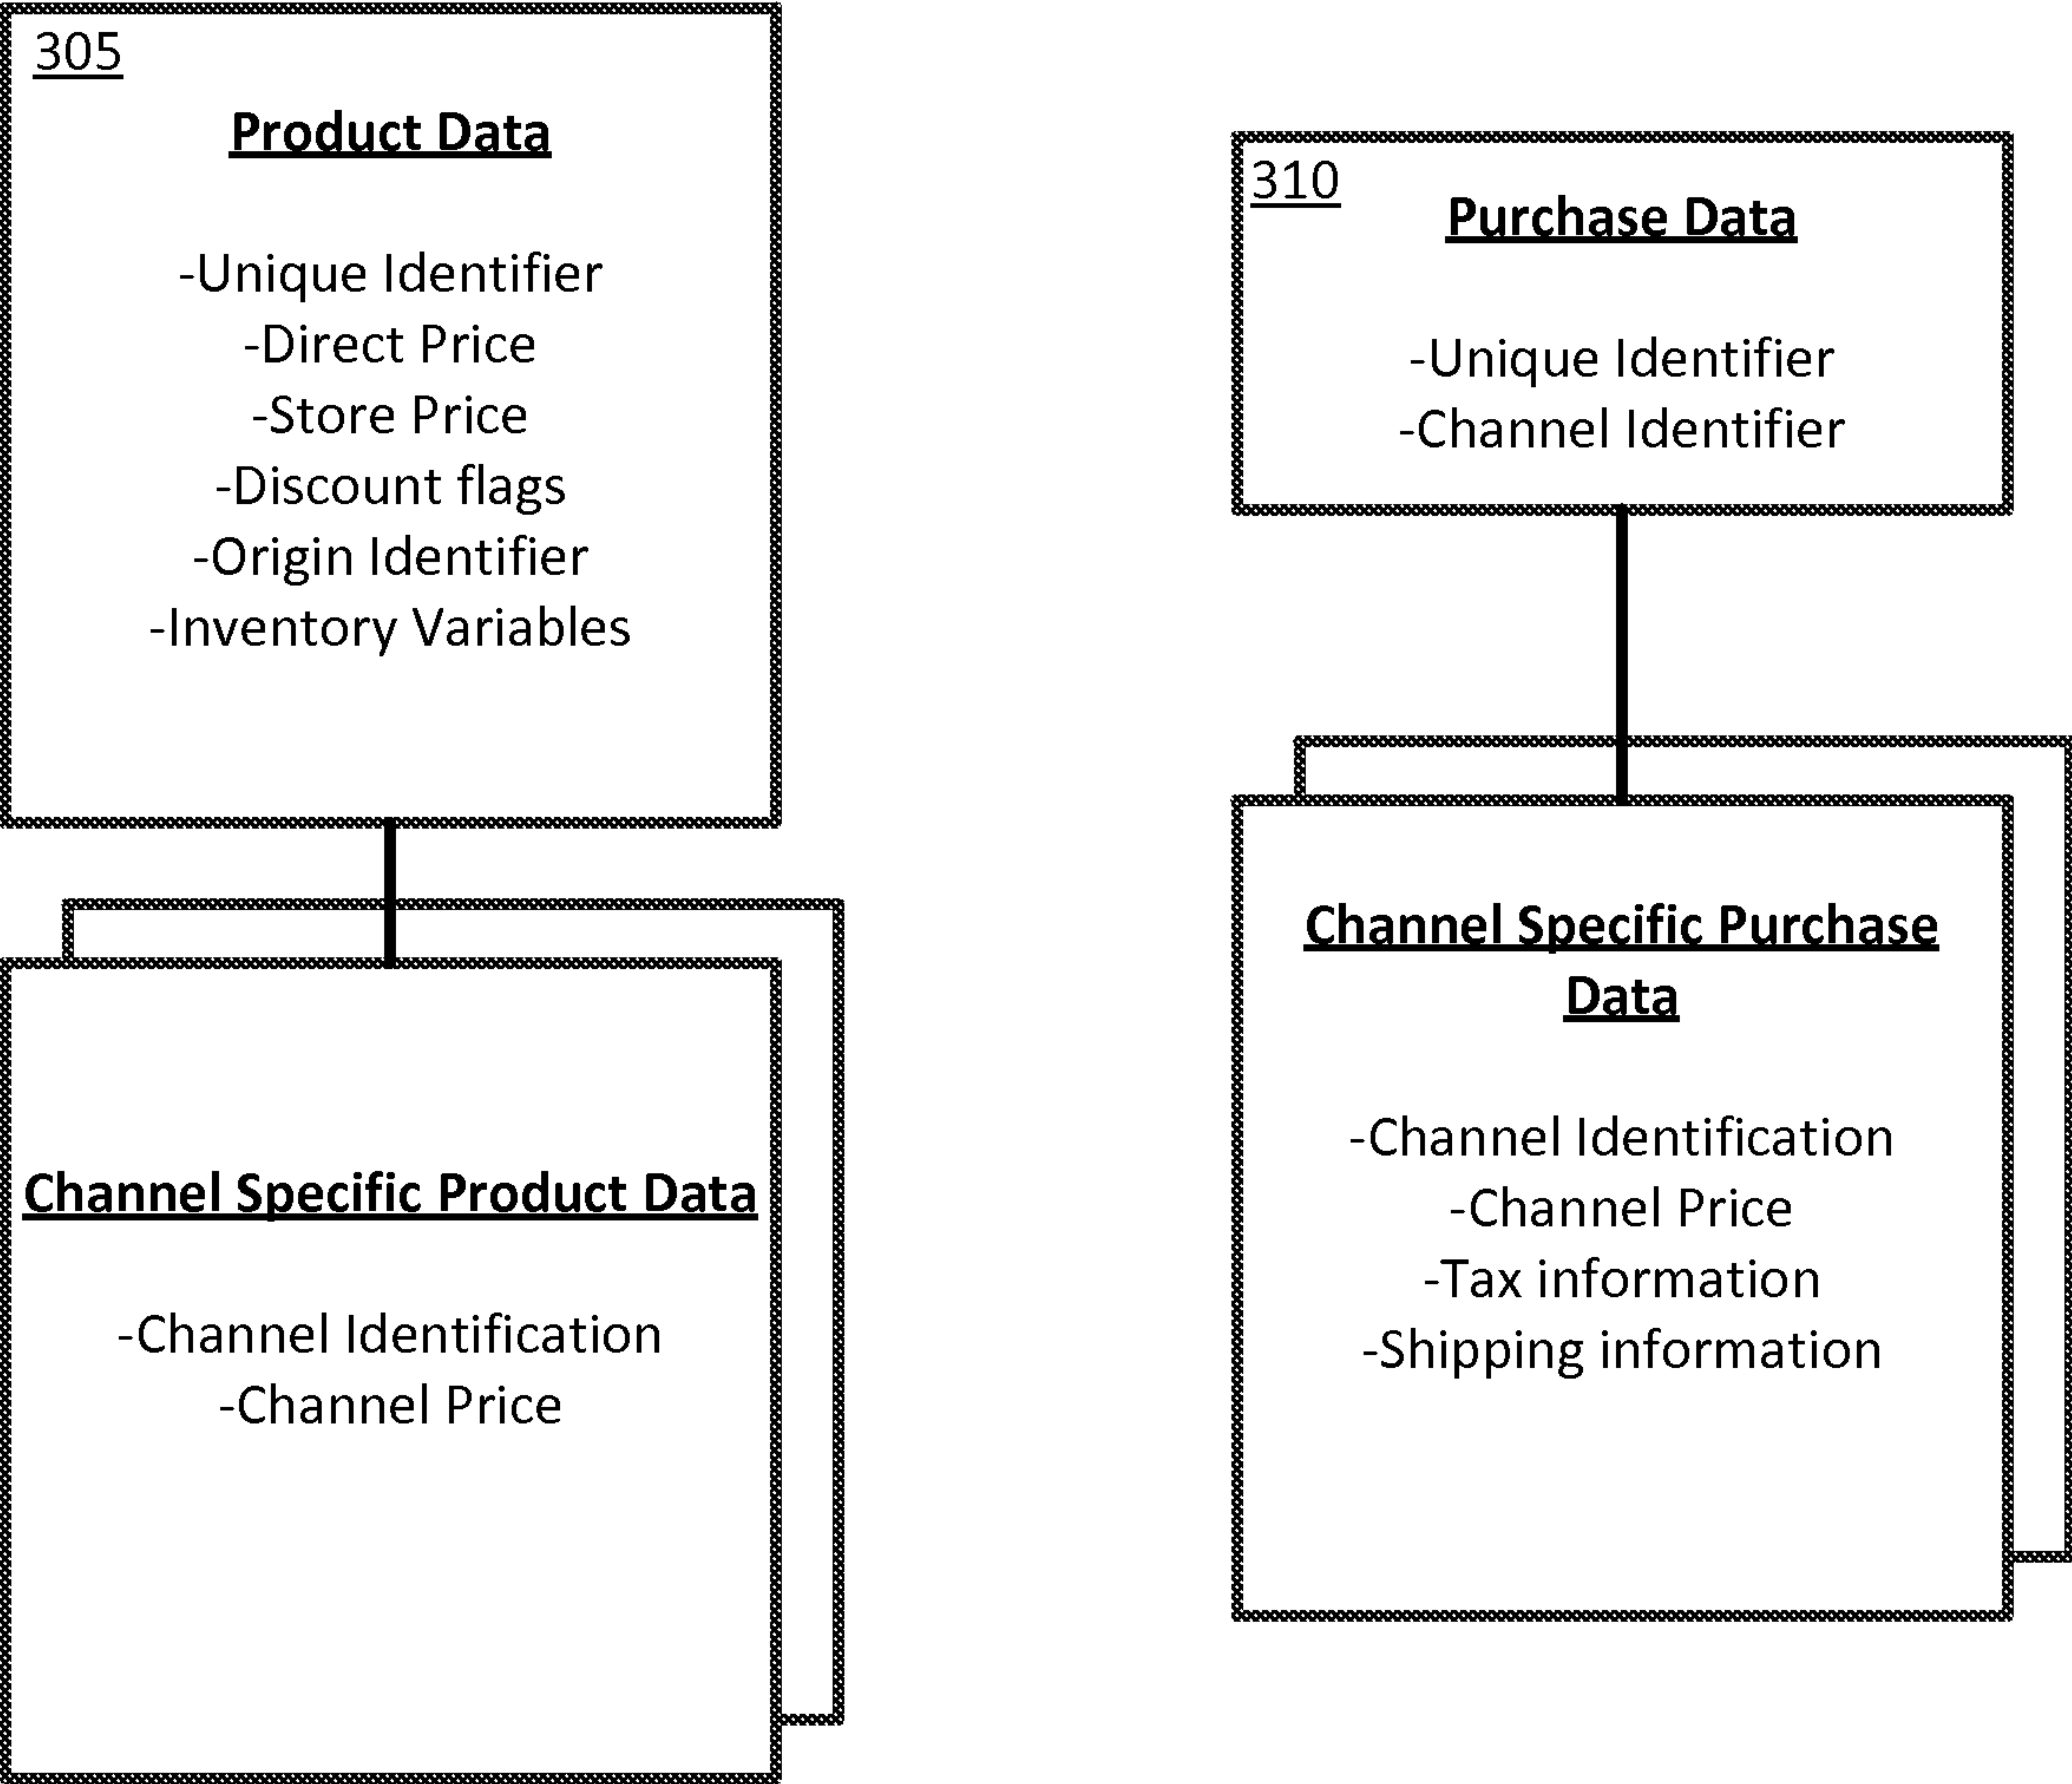 305
Product Data
-Unique Identifier
-Direct Price
-Store Price
-Discount flags
-Origin Identifier
-Inventory Variables
Channel Specific Product Data
-Channel Identification
-Channel Price
310
Purchase Data
-Unique Identifier
-Channel Identifier
Channel Specific Purchase
Data
-Channel Identification
-Channel Price
-Tax information
-Shipping information